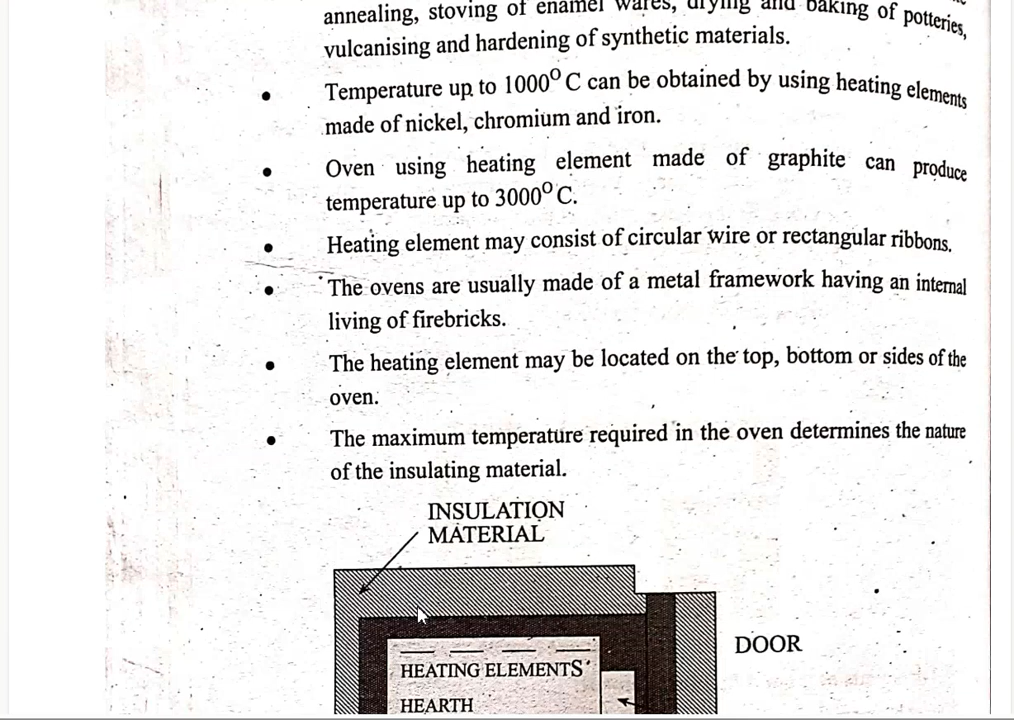 annealing, stoving of enamel wares, drying and baking of potteries,
vulcanising and hardening of synthetic materials.
• Temperature up to 1000⁰ C can be obtained by using heating elements
made of nickel, chromium and iron.
• Oven using heating element made of graphite can produce
temperature up to 3000⁰ C.
• Heating element may consist of circular wire or rectangular ribbons.
• The ovens are usually made of a metal framework having an internal
living of firebricks.
• The heating element may be located on the top, bottom or sides of the
oven.
• The maximum temperature required in the oven determines the nature
of the insulating material.
INSULATION
MATERIAL
DOOR
HEATING ELEMENTS
HEARTH